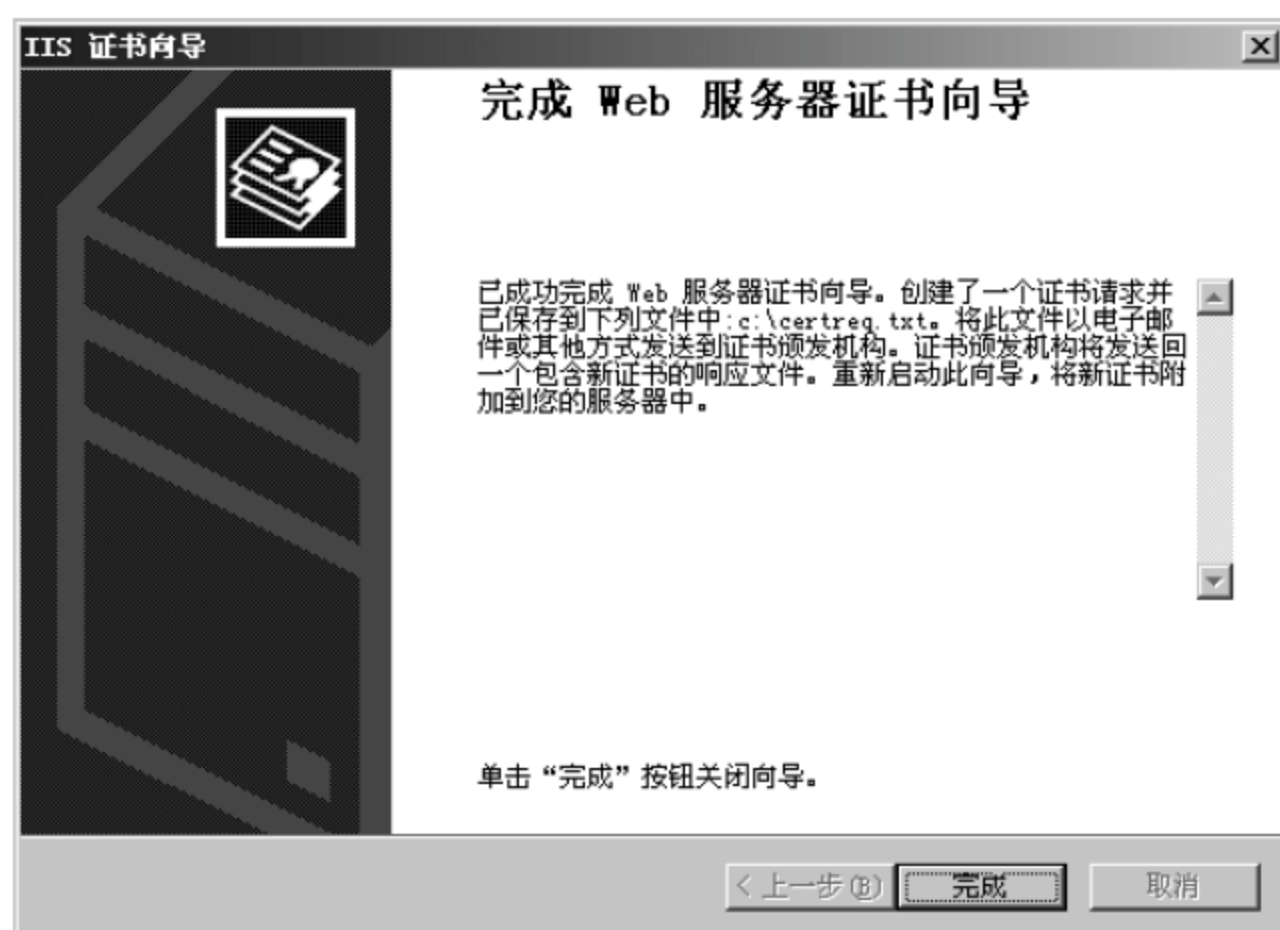 IIS 证书向导
完成 Web 服务器证书向导
已成功完成 Web 服务器证书向导。创建了一个证书请求并
已保存到下列文件中:c:\certreq.txt。将此文件以电子邮
件或其他方式发送到证书颁发机构。证书颁发机构将发送回
一个包含新证书的响应文件。重新启动此向导,将新证书附
加到您的服务器中。
单击“完成”按钮关闭向导。
< 上一步(B)
完成
取消